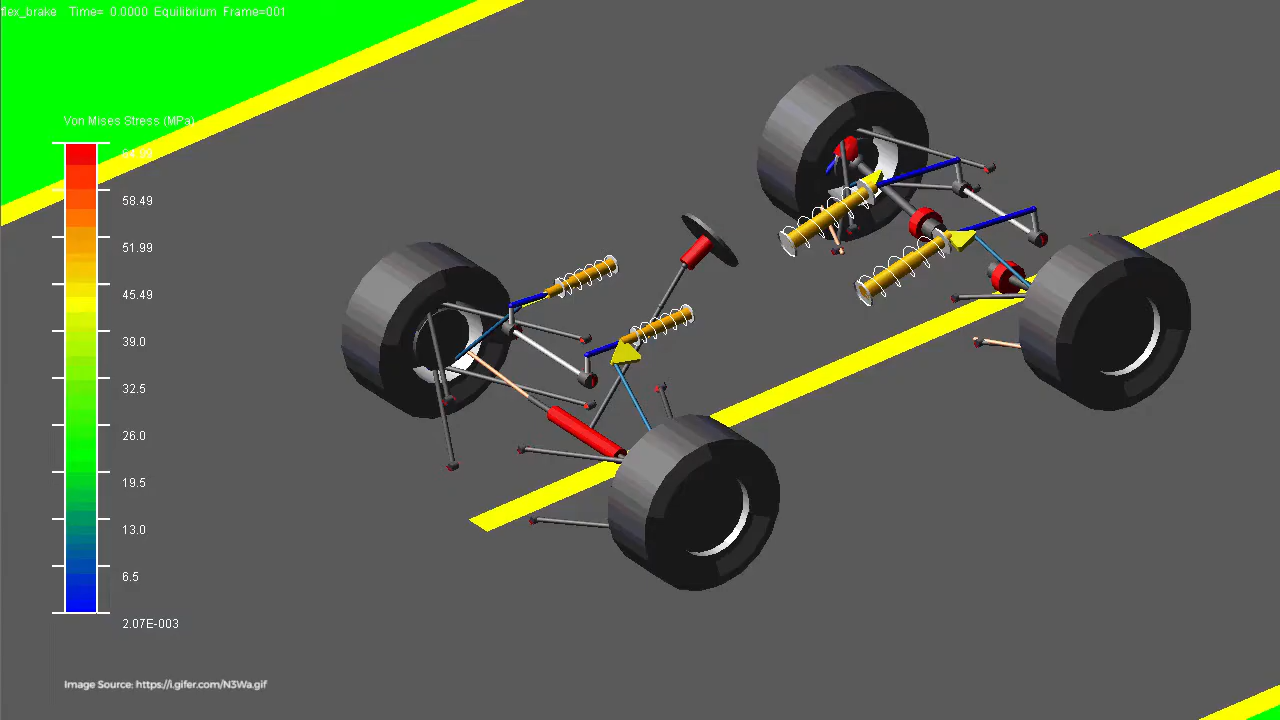 flex_brake Time= 0.0000 Equilibrium Frame=001
Von Mises Stress (MPa)
64.99
58.49
51.99
45.49
39.0
32.5
26.0
19.5
13.0
6.5
2.07E-003
Image Source: https://i.gifer.com/N3Wa.gif